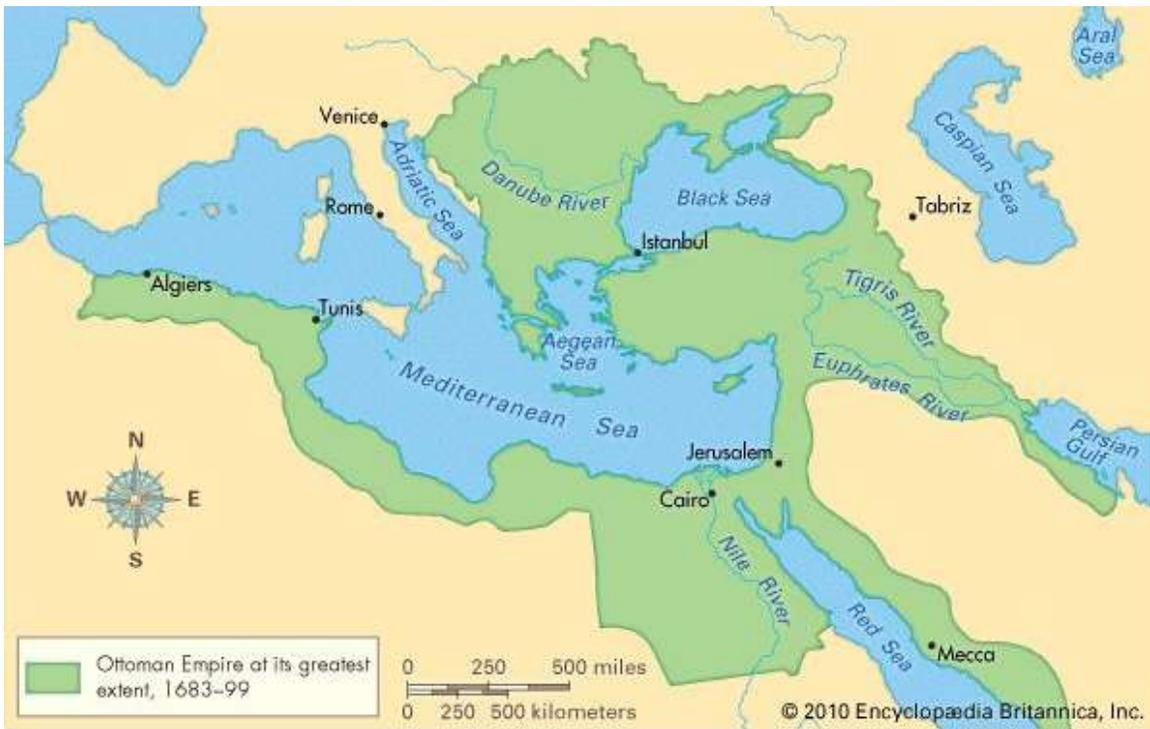 Aral
Sea
Caspian Sea
Venice
Adriatic Sea
Danube River
Black Sea
Rome
Tabriz
Istanbul
Algiers
Tigris River
Tunis
Aegean
Sea
Euphrates River
Mediterranean Sea
Persian
Gulf
Jerusalem
Cairo
N
W
E
S
Nile River
Red Sea
Mecca
Ottoman Empire at its greatest
extent, 1683–99
0 250 500 miles
0 250 500 kilometers
© 2010 Encyclopædia Britannica, Inc.